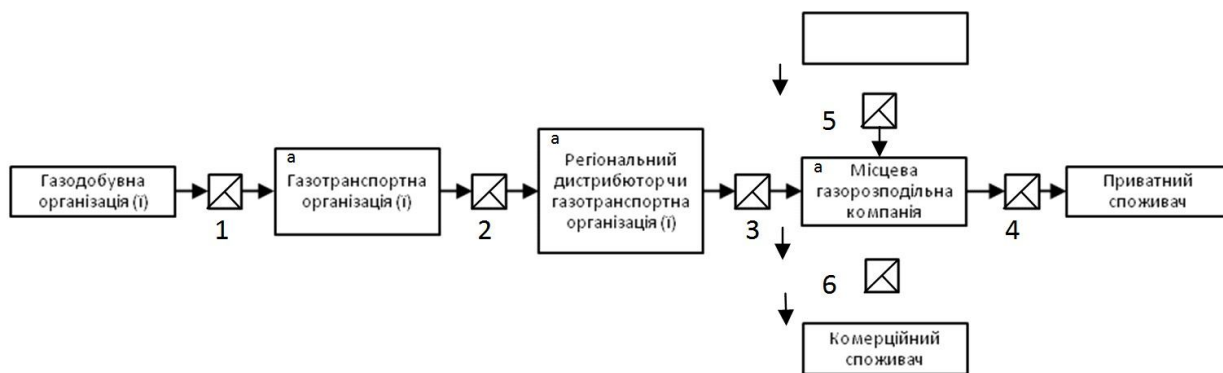 5
а
Газодобувна
організація (ї)
1
а
Газотранспортна
організація (ї)
2
а
Регіональний
дистрибютор чи
газотранспортна
організація (ї)
3
а
Місцева
газорозподільна
компанія
4
Приватний
споживач
6
Комерційний
споживач